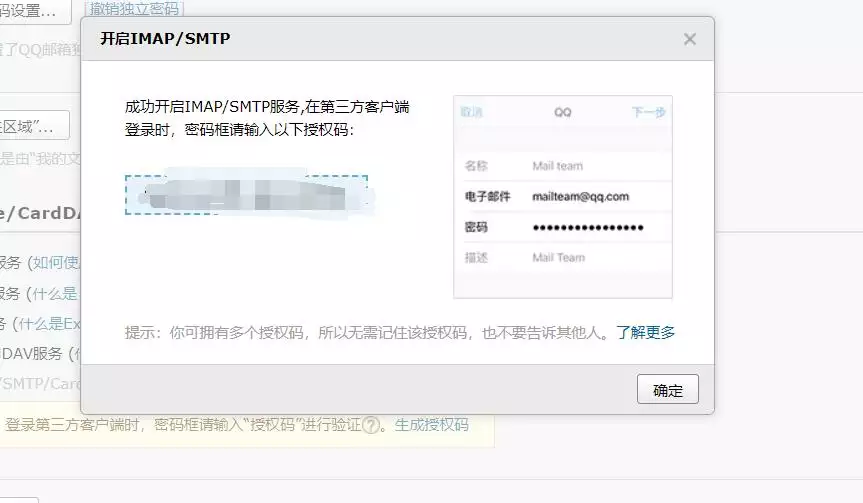 码设置...
[撤销独立密码]
开启IMAP/SMTP
置了QQ邮箱独
成功开启IMAP/SMTP服务,在第三方客户端
登录时，密码框请输入以下授权码：
取消
QQ
下一步
名称
Mail team
电子邮件
mailteam@qq.com
密码
●●●●●●●●●●●●●●●●
描述
Mail Team
区域”...
是由“我的文
e/CardDA
服务 (如何使
服务 (什么是
务 (什么是Ex
DAV服务 (什
/SMTP/Card
提示：你可拥有多个授权码，所以无需记住该授权码，也不要告诉其他人。了解更多
确定
登录第三方客户端时，密码框请输入“授权码”进行验证?。生成授权码